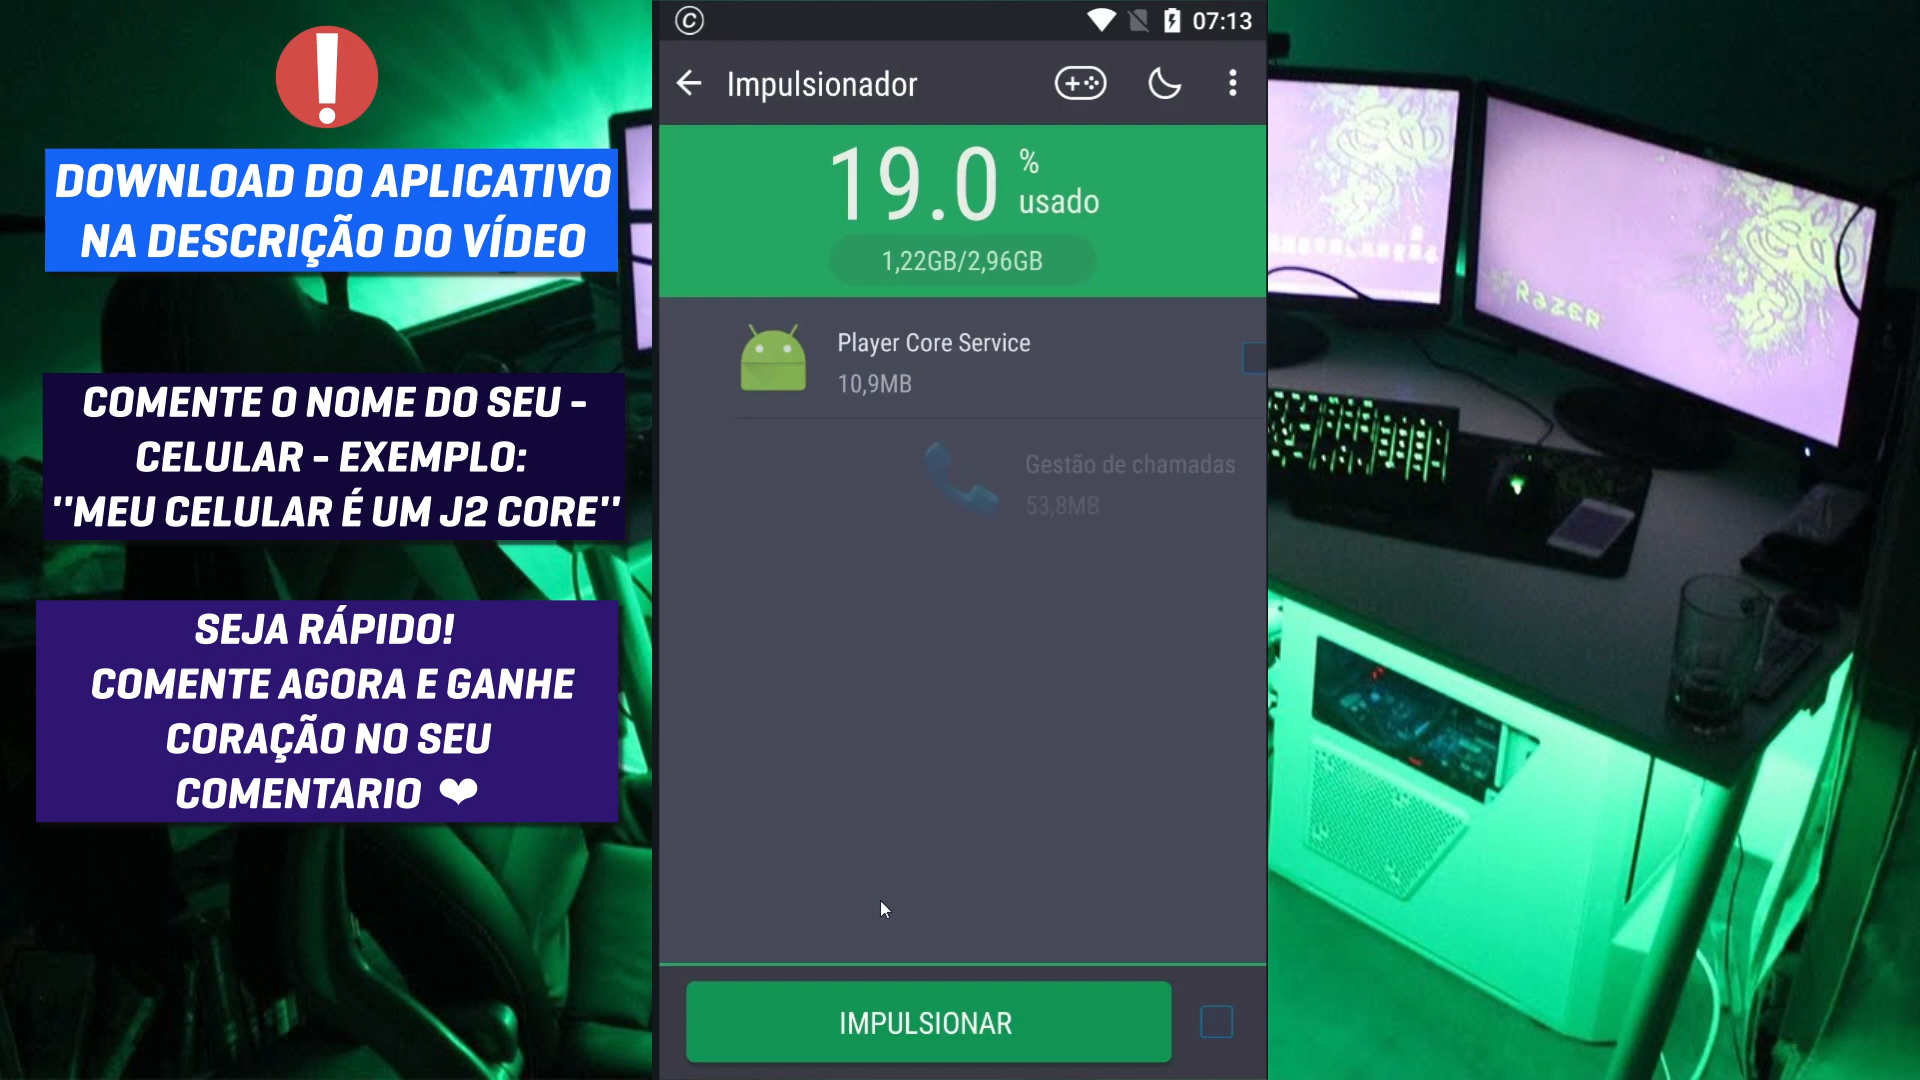 DOWNLOAD DO APLICATIVO
NA DESCRIÇÃO DO VÍDEO
COMENTE O NOME DO SEU -
CELULAR - EXEMPLO:
"MEU CELULAR É UM J2 CORE"
SEJA RÁPIDO!
COMENTE AGORA E GANHE
CORAÇÃO NO SEU
COMENTARIO ❤
07:13
Impulsionador
19.0 % usado
1,22GB/2,96GB
Player Core Service
10,9MB
Gestão de chamadas
53,8MB
IMPULSIONAR
RAZER